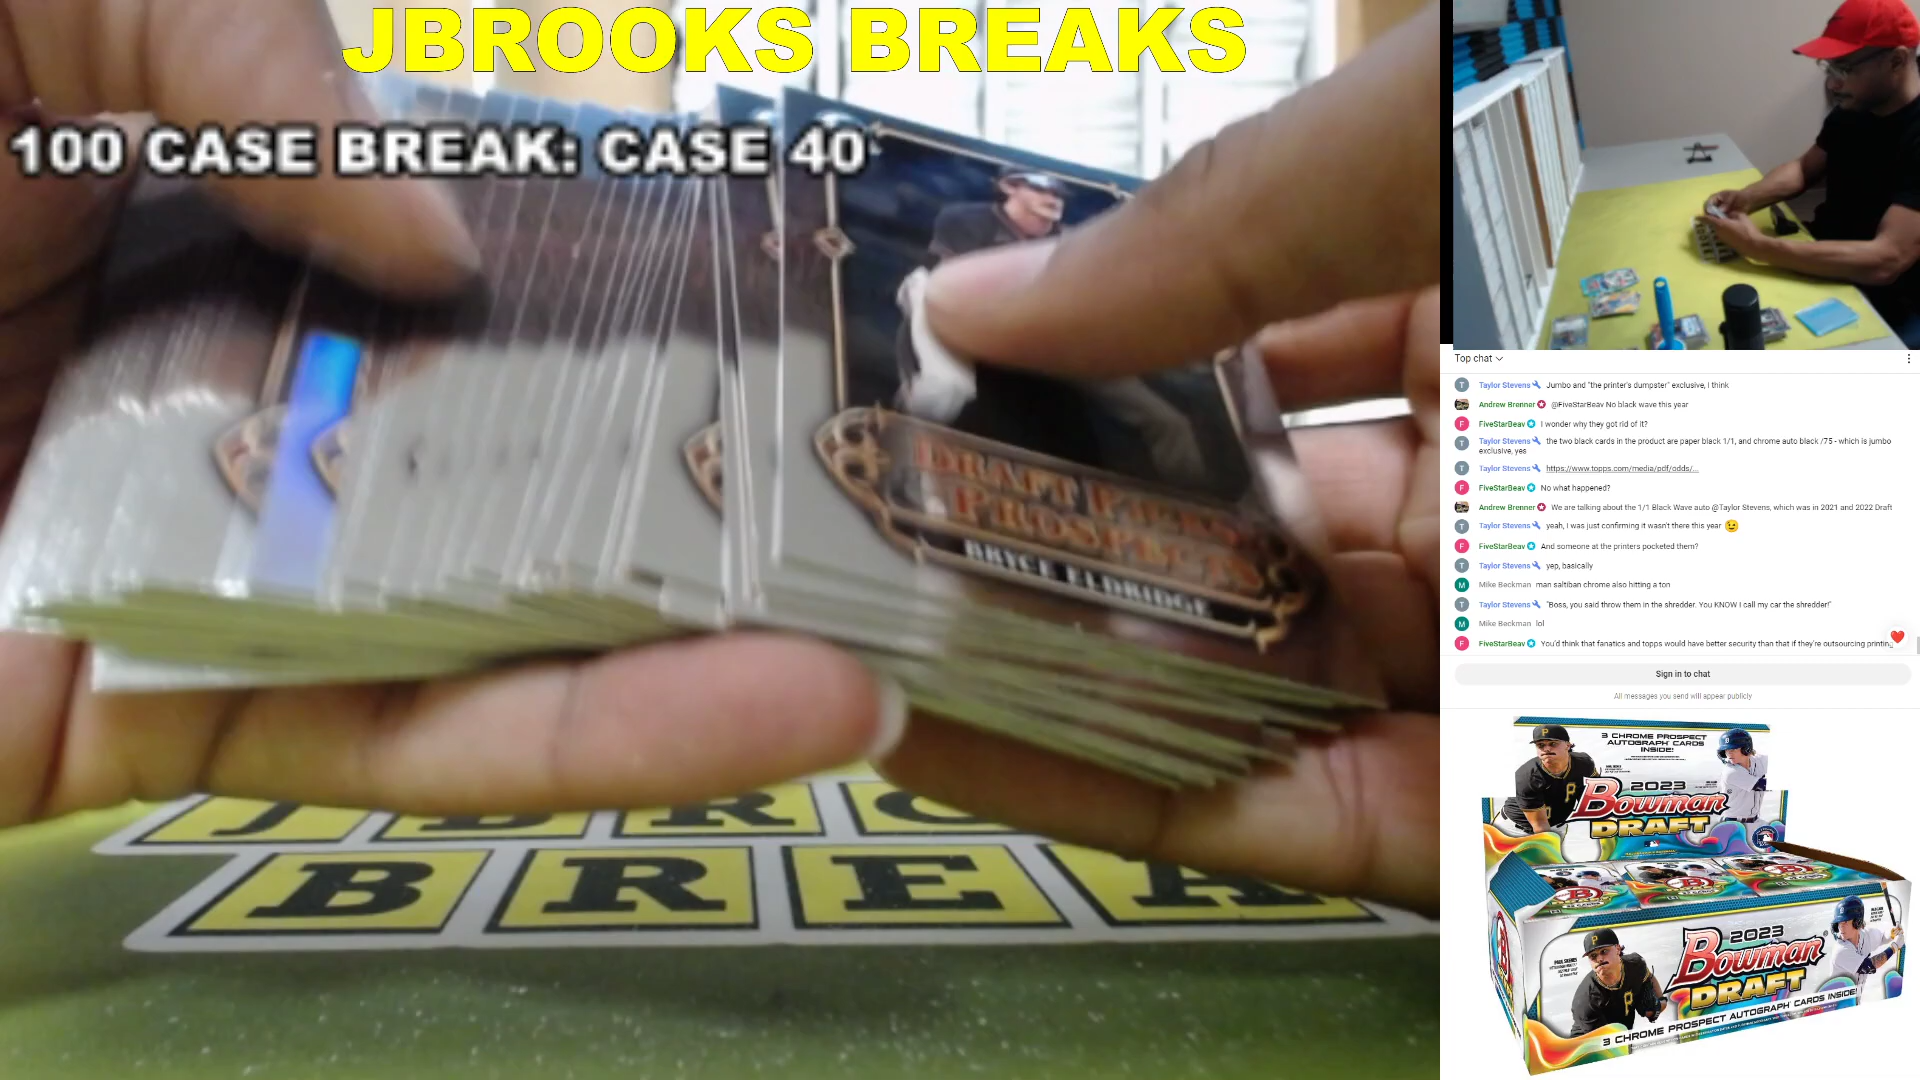 JBROOKS BREAKS
100 CASE BREAK: CASE 40
DRAFT PICKS
PROSPECTS
BRYCE ELDRIDGE
BREA
Top chat
Taylor Stevens Jumbo and "the printer's dumpster" exclusive, I think
Andrew Brenner @FiveStarBeav No black wave this year
FiveStarBeav I wonder why they got rid of it?
Taylor Stevens the two black cards in the product are paper black 1/1, and chrome auto black /75 - which is jumbo
exclusive, yes
Taylor Stevens https://www.topps.com/media/pdf/odds/...
FiveStarBeav No what happened?
Andrew Brenner We are talking about the 1/1 Black Wave auto @Taylor Stevens, which was in 2021 and 2022 Draft
Taylor Stevens yeah, I was just confirming it wasn't there this year 😉
FiveStarBeav And someone at the printers pocketed them?
Taylor Stevens yep, basically
Mike Beckman man saltiban chrome also hitting a ton
Taylor Stevens "Boss, you said throw them in the shredder. You KNOW I call my car the shredder!"
Mike Beckman lol
FiveStarBeav You'd think that fanatics and topps would have better security than that if they're outsourcing printing
Sign in to chat
All messages you send will appear publicly
3 CHROME PROSPECT
AUTOGRAPH CARDS
INSIDE!
2023
Bowman
DRAFT
2023
Bowman
DRAFT
3 CHROME PROSPECT AUTOGRAPH CARDS INSIDE!